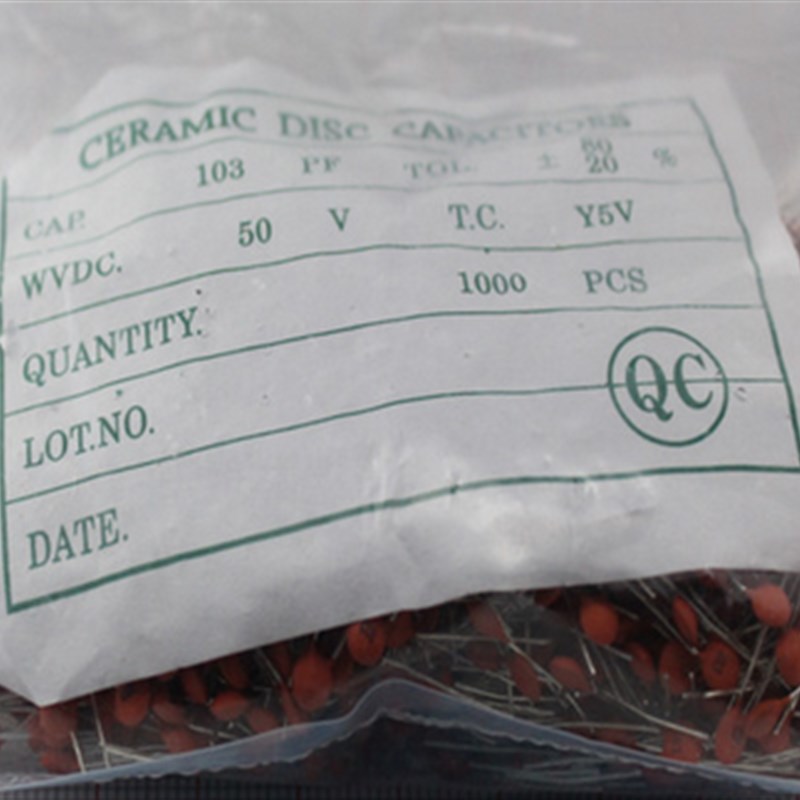 CERAMIC DISC CAPACITORS
CAP. 103 PF TOL. ± 80 20 %
WVDC. 50 V T.C. Y5V
QUANTITY. 1000 PCS
LOT.NO.
QC
DATE.